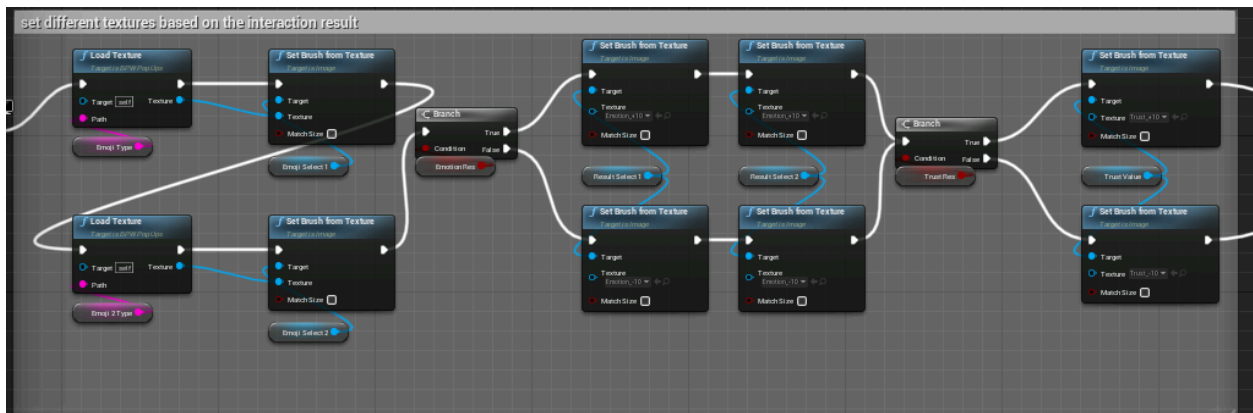 set different textures based on the interaction result
Load Texture
Target is BPW Pop Ups
Target self Texture
Path
Emoji Type
Set Brush from Texture
Target is Image
Target
Texture
Match Size
Emoji Select 1
Load Texture
Target is BPW Pop Ups
Target self Texture
Path
Emoji 2 Type
Set Brush from Texture
Target is Image
Target
Texture
Match Size
Emoji Select 2
Branch
True
Condition False
Emotion Res
Set Brush from Texture
Target is Image
Target
Texture
Emotion_+10
Match Size
Result Select 1
Set Brush from Texture
Target is Image
Target
Texture
Emotion_-10
Match Size
Set Brush from Texture
Target is Image
Target
Texture
Emotion_+10
Match Size
Result Select 2
Set Brush from Texture
Target is Image
Target
Texture
Emotion_-10
Match Size
Branch
True
Condition False
Trust Res
Set Brush from Texture
Target is Image
Target
Texture Trust_+10
Match Size
Trust Value
Set Brush from Texture
Target is Image
Target
Texture Trust_-10
Match Size